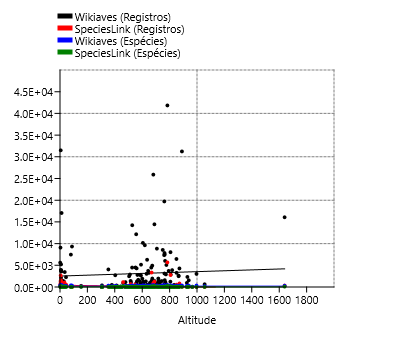 Wikiaves (Registros)
SpeciesLink (Registros)
Wikiaves (Espécies)
SpeciesLink (Espécies)
4.5E+04
4.0E+04
3.5E+04
3.0E+04
2.5E+04
2.0E+04
1.5E+04
1.0E+04
5.0E+03
0.0E+00
0 200 400 600 800 1000 1200 1400 1600 1800
Altitude